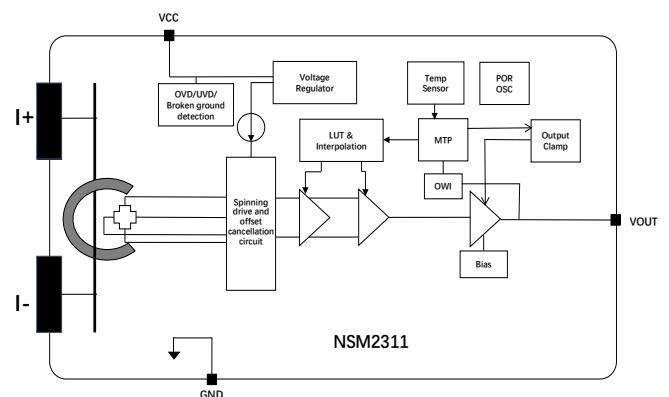 VCC
I+
I-
OVD/UVD/
Broken ground
detection
Voltage
Regulator
Temp
Sensor
POR
OSC
LUT &
Interpolation
MTP
Output
Clamp
OWI
Spinning
drive and
offset
cancellation
circuit
Bias
VOUT
NSM2311
GND